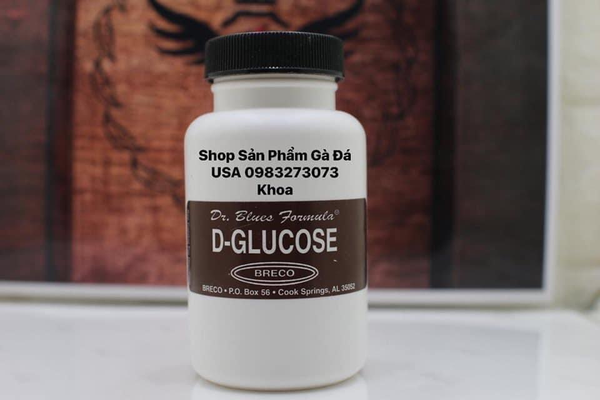 Shop Sản Phẩm Gà Đá
USA 0983273073
Khoa
Dr. Blues Formula®
D-GLUCOSE
BRECO
BRECO • P.O. Box 56 • Cook Springs, AL 35052